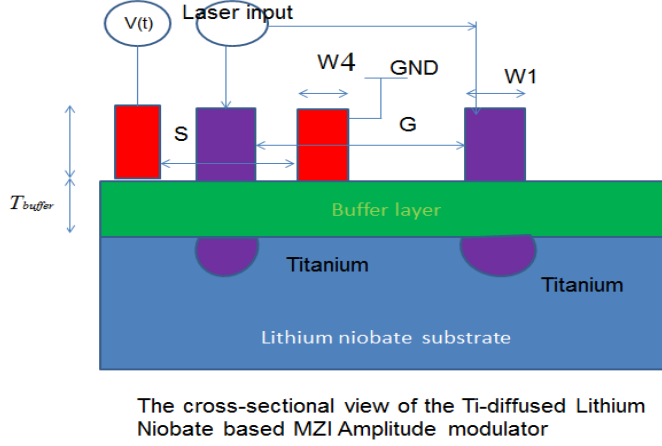 V(t)
Laser input
W4
GND
W1
S
G
Tbuffer
Buffer layer
Titanium
Titanium
Lithium niobate substrate
The cross-sectional view of the Ti-diffused Lithium
Niobate based MZI Amplitude modulator